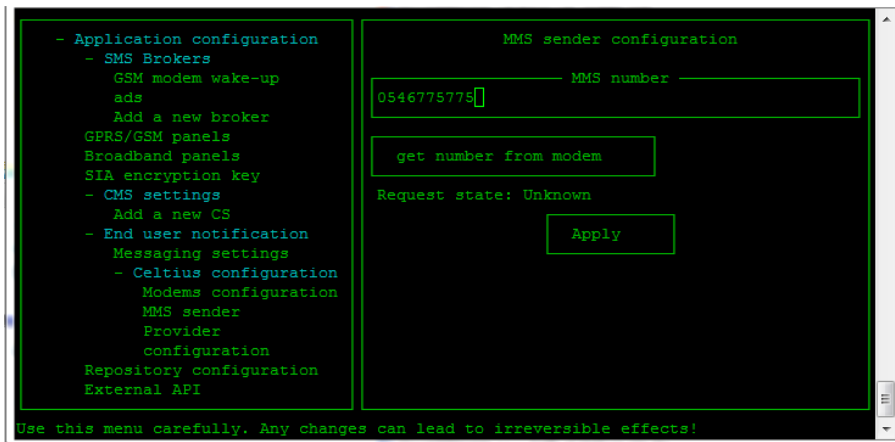 - Application configuration
- SMS Brokers
GSM modem wake-up
ads
Add a new broker
GPRS/GSM panels
Broadband panels
SIA encryption key
- CMS settings
Add a new CS
- End user notification
Messaging settings
- Celtius configuration
Modems configuration
MMS sender
Provider
configuration
Repository configuration
External API
MMS sender configuration
MMS number
0546775775
get number from modem
Request state: Unknown
Apply
Use this menu carefully. Any changes can lead to irreversible effects!